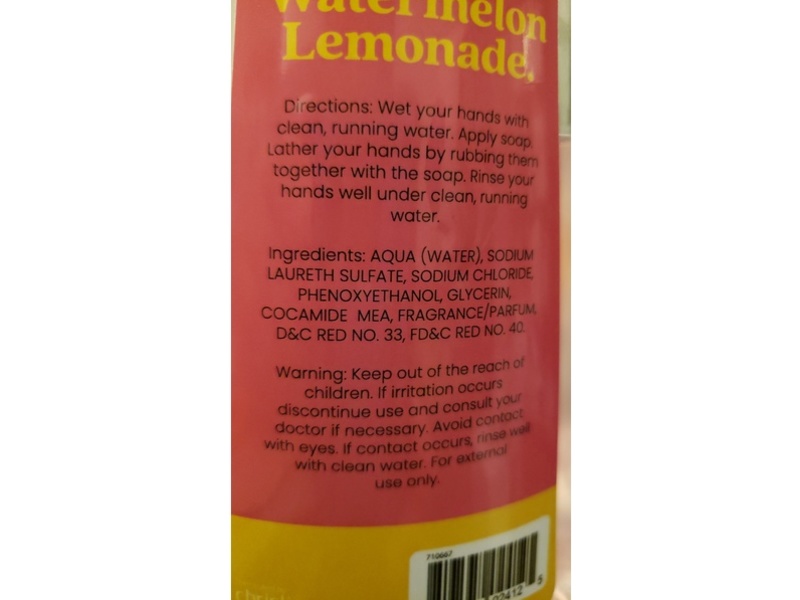 Watermelon
Lemonade.
Directions: Wet your hands with
clean, running water. Apply soap.
Lather your hands by rubbing them
together with the soap. Rinse your
hands well under clean, running
water.
Ingredients: AQUA (WATER), SODIUM
LAURETH SULFATE, SODIUM CHLORIDE,
PHENOXYETHANOL, GLYCERIN,
COCAMIDE MEA, FRAGRANCE/PARFUM,
D&C RED NO. 33, FD&C RED NO. 40.
Warning: Keep out of the reach of
children. If irritation occurs
discontinue use and consult your
doctor if necessary. Avoid contact
with eyes. If contact occurs, rinse well
with clean water. For external
use only.
710667
22412 5